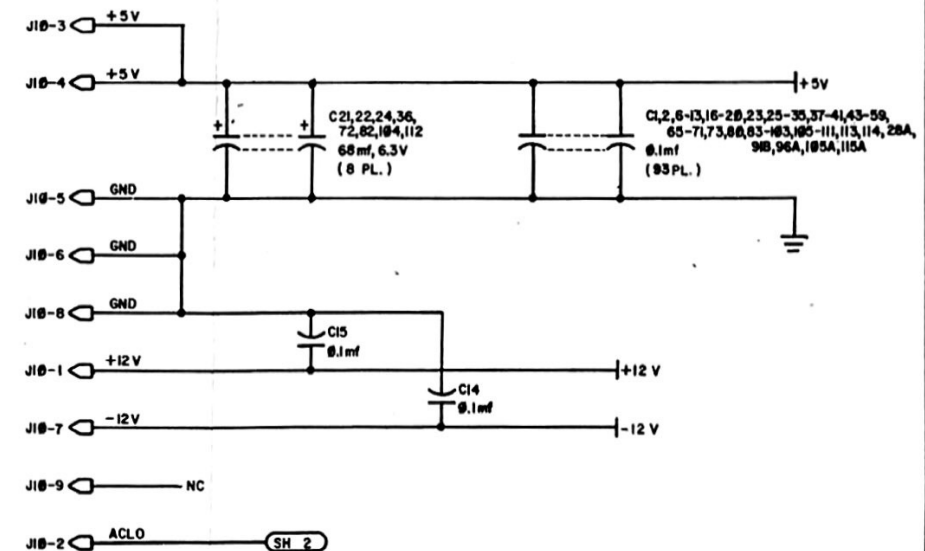 J10-3 +5V
J10-4 +5V
+5V
+ +
C21,22,24,36,
72,82,104,112
68mf, 6.3V
(8 PL.)
C1,2,6-13,16-20,23,25-35,37-41,43-59,
65-71,73,80,83-103,105-111,113,114,28A,
91B,96A,105A,115A
0.1mf
(93PL.)
J10-5 GND
J10-6 GND
J10-8 GND
C15
0.1mf
J10-1 +12V
+12 V
C14
0.1mf
J10-7 -12V
-12 V
J10-9 NC
J10-2 ACLO SH 2